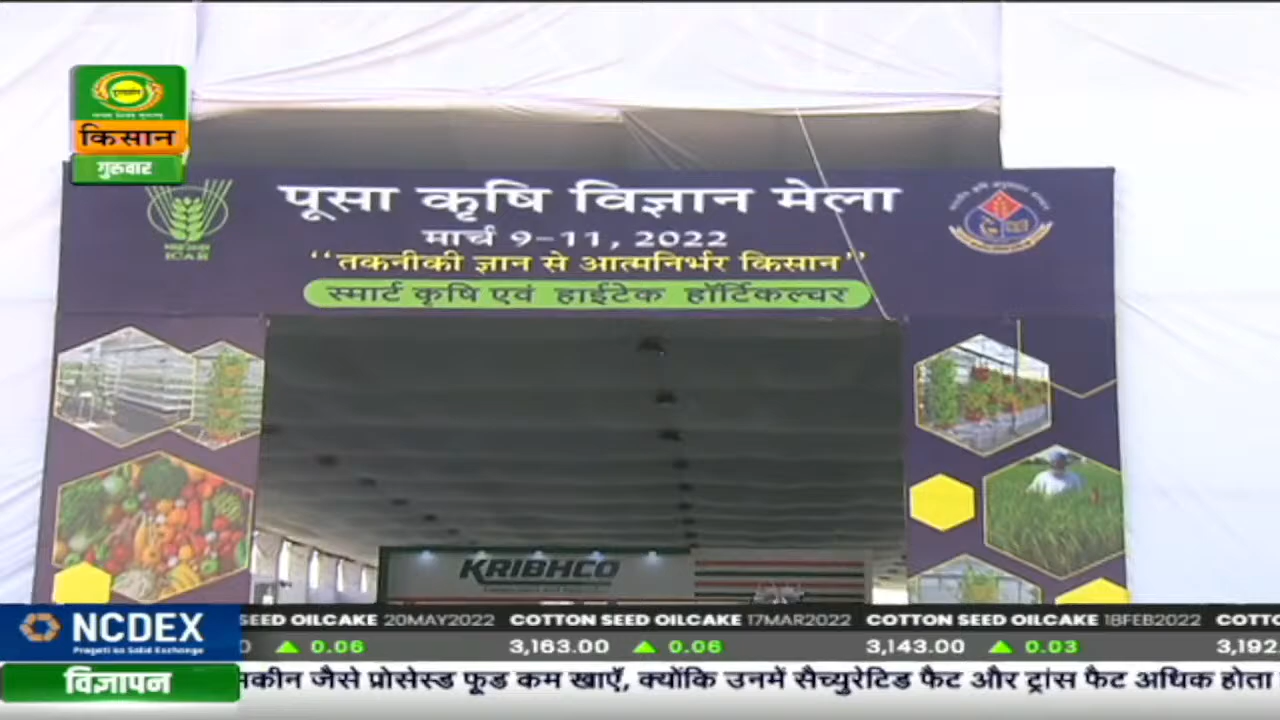 किसान
गुरुवार
पूसा कृषि विज्ञान मेला
मार्च 9-11, 2022
‘‘तकनीकी ज्ञान से आत्मनिर्भर किसान’’
स्मार्ट कृषि एवं हाईटेक हॉर्टिकल्चर
ICAR
KRIBHCO
NCDEX
SEED OILCAKE 20MAY2022 COTTON SEED OILCAKE 17MAR2022 COTTON SEED OILCAKE 18FEB2022
0.06 3,163.00 0.06 3,143.00 0.03 3,192
विज्ञापन
जैसे प्रोसेस्ड फूड कम खाएँ, क्योंकि उनमें सैच्युरेटिड फैट और ट्रांस फैट अधिक होता